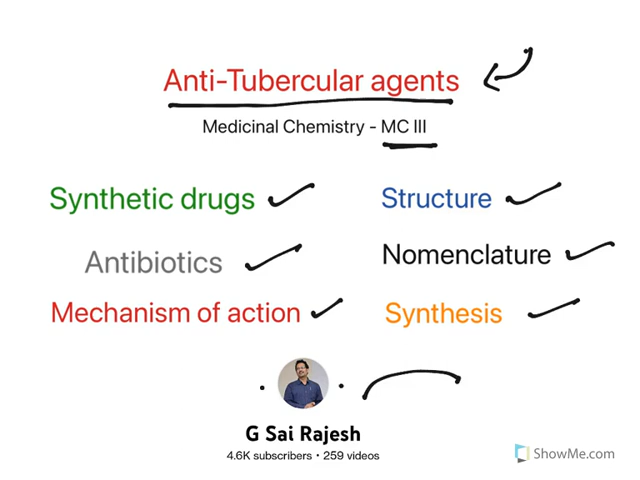 Anti-Tubercular agents
Medicinal Chemistry - MC III
Synthetic drugs
Structure
Antibiotics
Nomenclature
Mechanism of action
Synthesis
G Sai Rajesh
4.6K subscribers • 259 videos
ShowMe.com